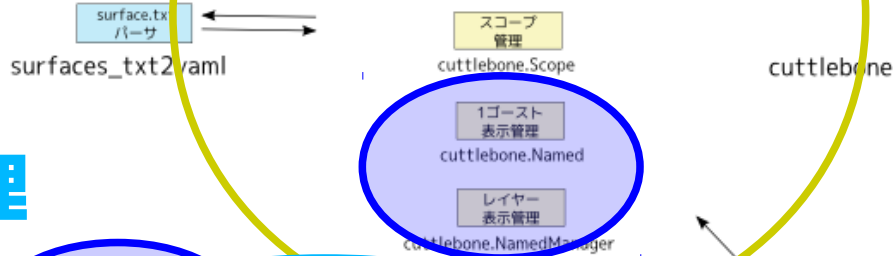 surface.txt
パーサ
surfaces_txt2yaml
スコープ
管理
cuttlebone.Scope
cuttlebone
1ゴースト
表示管理
cuttlebone.Named
レイヤー
表示管理
cuttlebone.NamedManager